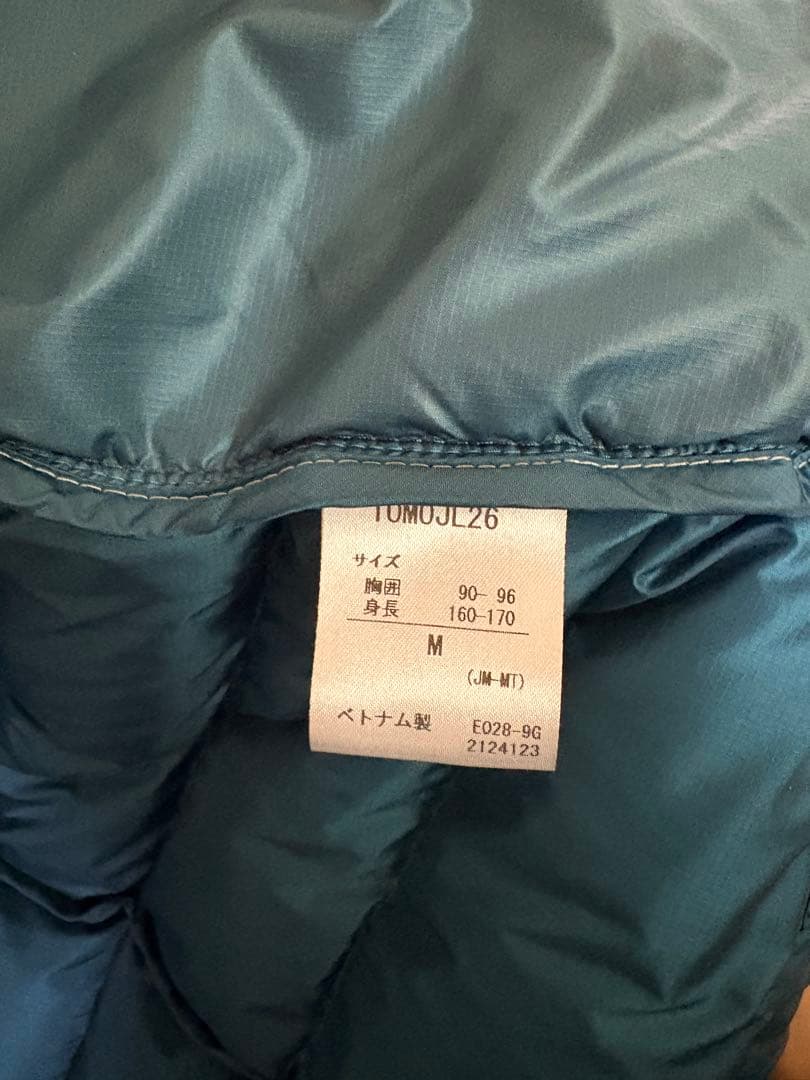 TOMOJL26
サイズ
胸囲 90-96
身長 160-170
M
(JM-MT)
ベトナム製 E028-9G
2124123